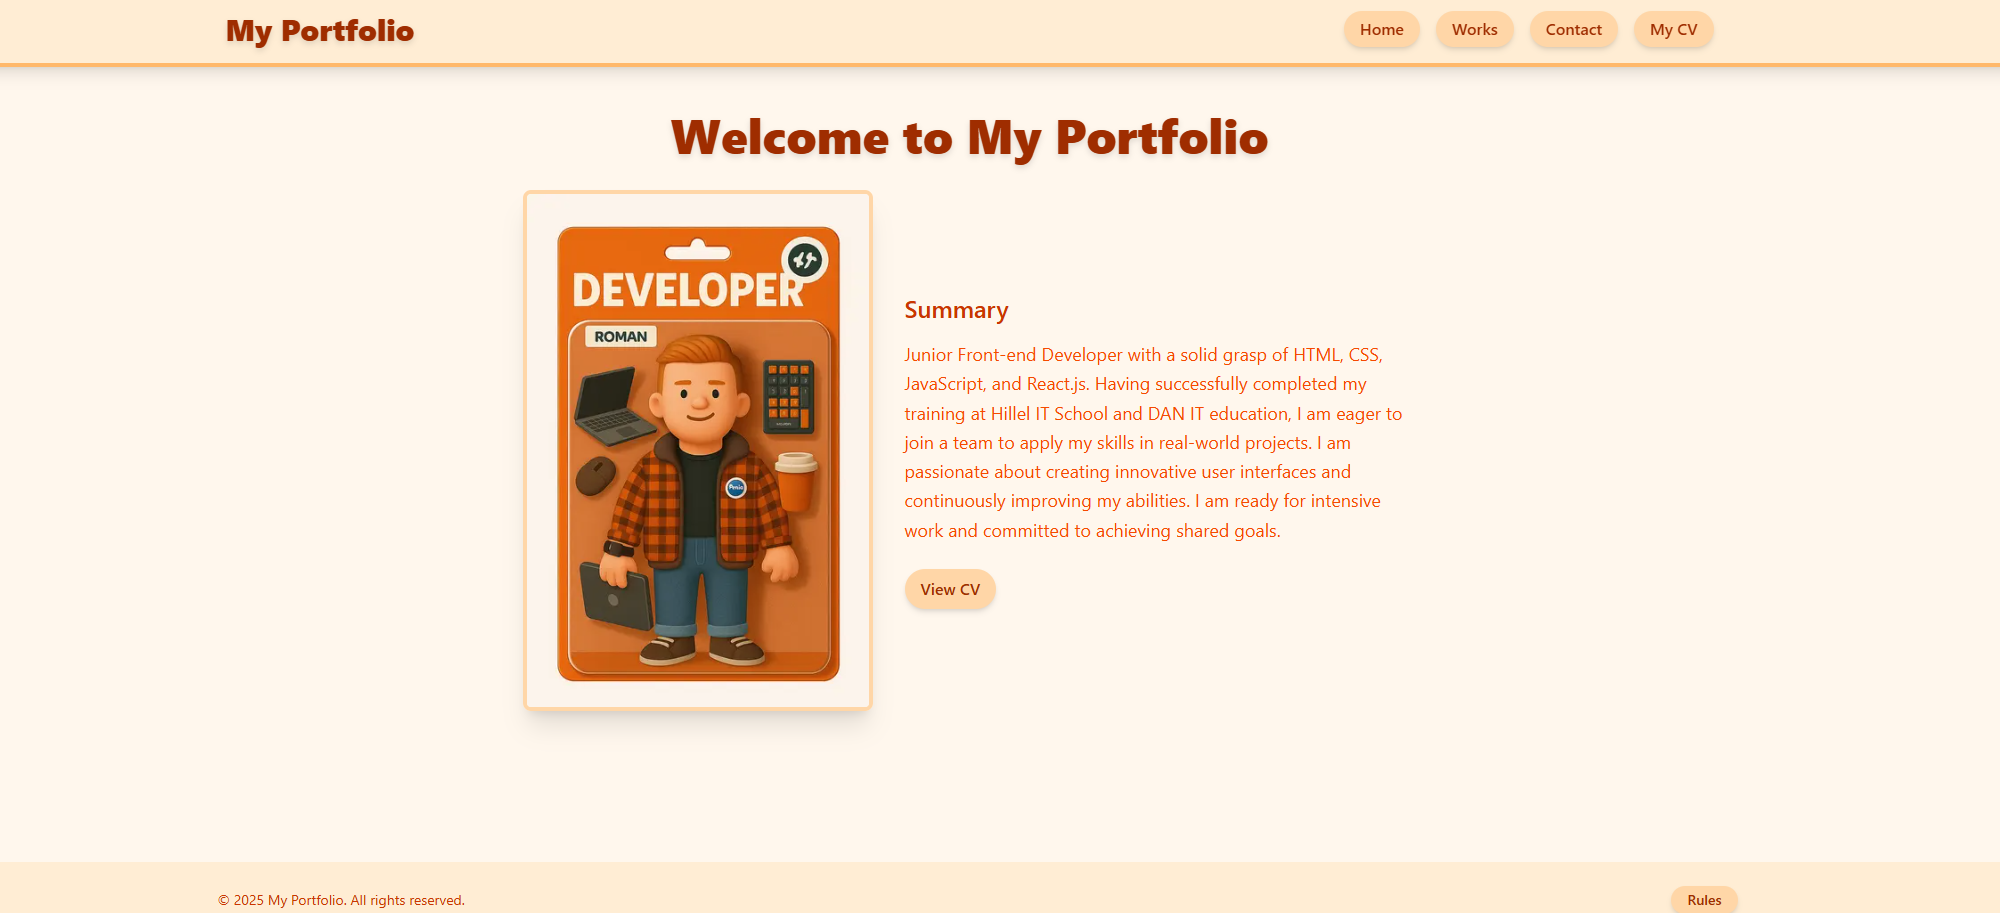 My Portfolio
Home
Works
Contact
My CV
Welcome to My Portfolio
DEVELOPER
ROMAN
Summary
Junior Front-end Developer with a solid grasp of HTML, CSS,
JavaScript, and React.js. Having successfully completed my
training at Hillel IT School and DAN IT education, I am eager to
join a team to apply my skills in real-world projects. I am
passionate about creating innovative user interfaces and
continuously improving my abilities. I am ready for intensive
work and committed to achieving shared goals.
View CV
© 2025 My Portfolio. All rights reserved.
Rules